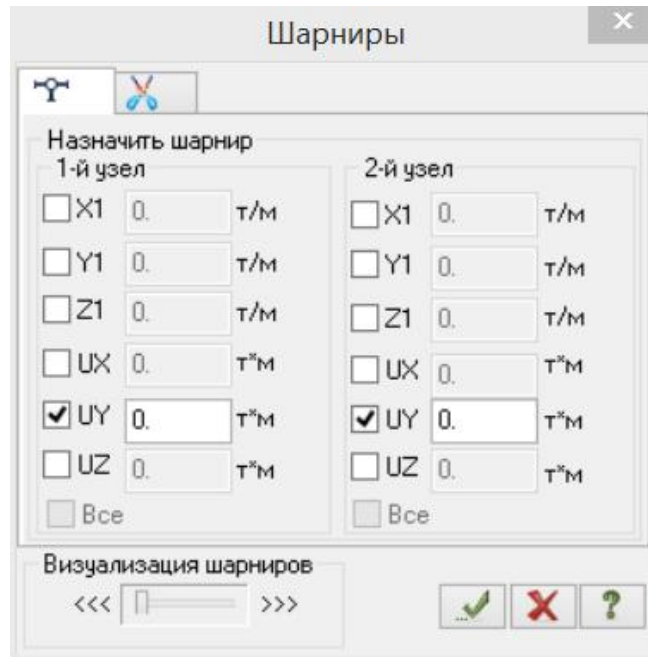 Шарниры
Назначить шарнир
1-й узел
X1 0. т/м
Y1 0. т/м
Z1 0. т/м
UX 0. т*м
UY 0. т*м
UZ 0. т*м
Все
2-й узел
X1 0. т/м
Y1 0. т/м
Z1 0. т/м
UX 0. т*м
UY 0. т*м
UZ 0. т*м
Все
Визуализация шарниров
<<< >>>
?